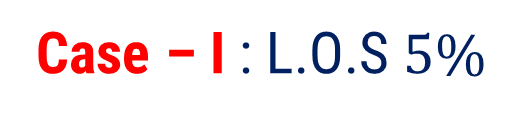 Case – I : L.O.S 5%